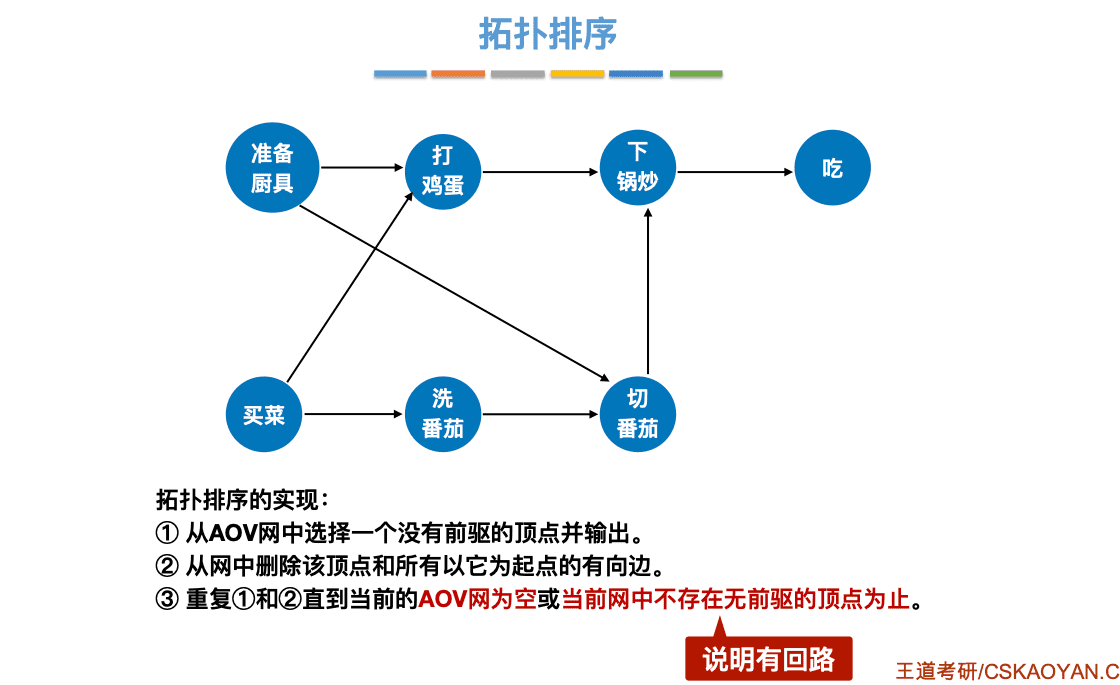 拓扑排序
准备
厨具
打
鸡蛋
下
锅炒
吃
买菜
洗
番茄
切
番茄
拓扑排序的实现：
① 从AOV网中选择一个没有前驱的顶点并输出。
② 从网中删除该顶点和所有以它为起点的有向边。
③ 重复①和②直到当前的AOV网为空或当前网中不存在无前驱的顶点为止。
说明有回路
王道考研/CSKAOYAN.C